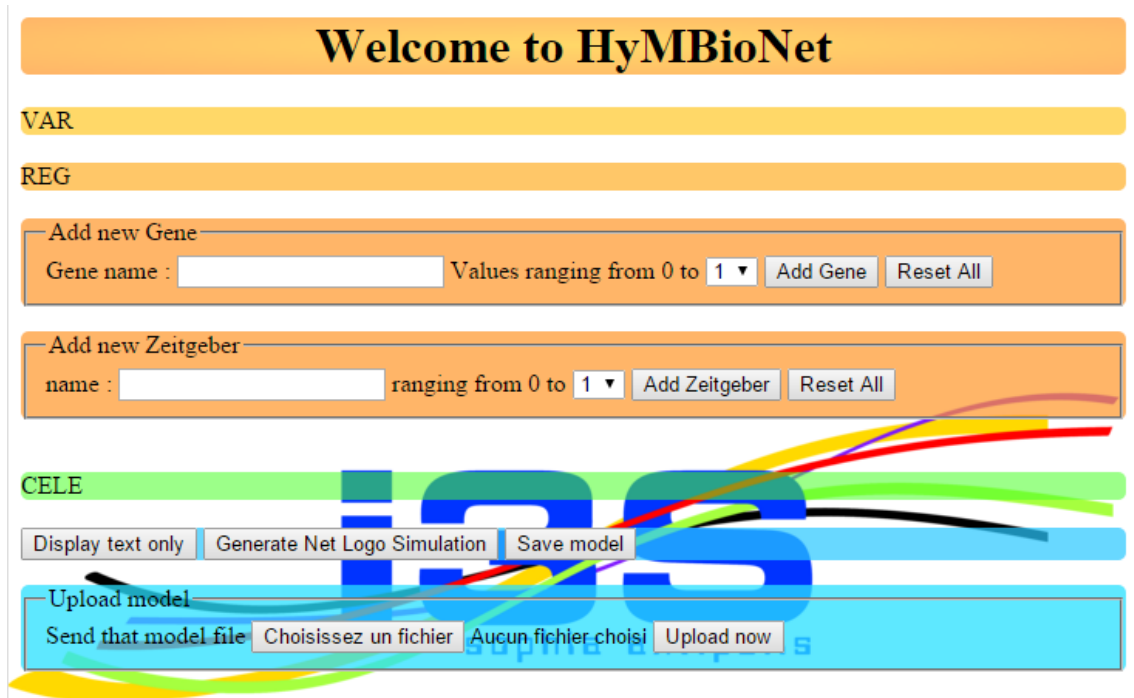 Welcome to HyMBioNet
VAR
REG
Add new Gene
Gene name : Values ranging from 0 to 1 Add Gene Reset All
Add new Zeitgeber
name : ranging from 0 to 1 Add Zeitgeber Reset All
CELE
i3S
Display text only Generate Net Logo Simulation Save model
Upload model
Send that model file Choisissez un fichier Aucun fichier choisi Upload now
sophia antipolis